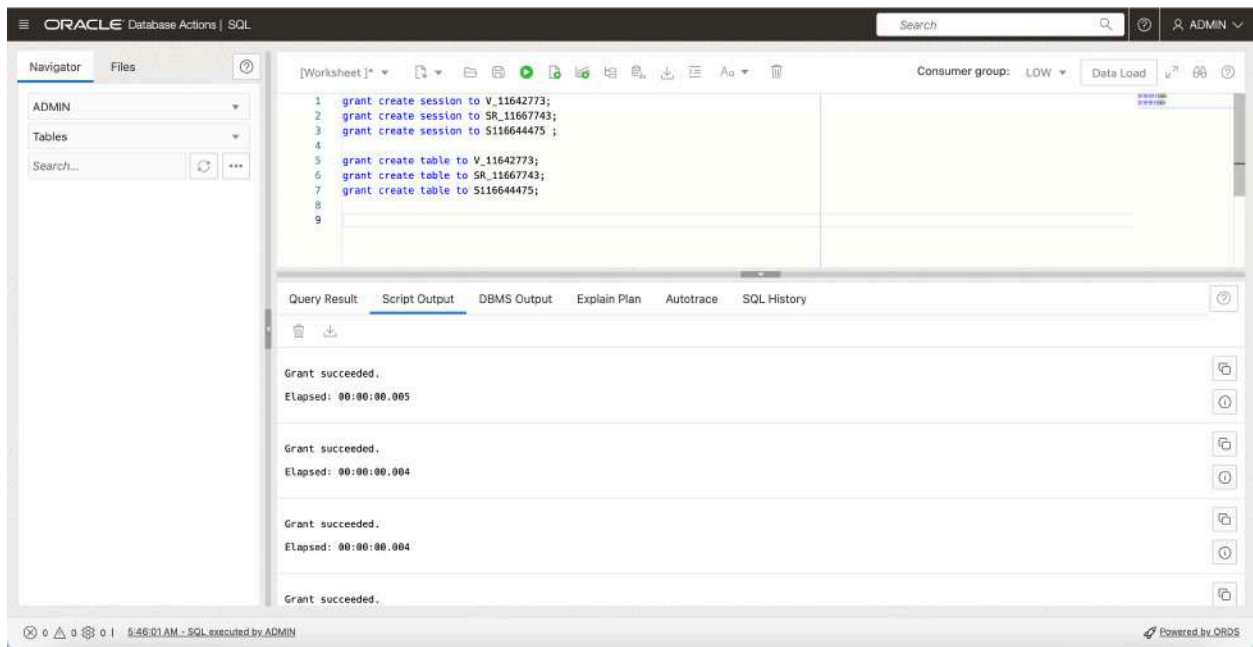 ORACLE Database Actions | SQL
Search
ADMIN
Navigator Files
ADMIN
Tables
Search...
[Worksheet]*
Aa
Consumer group: LOW
Data Load
1 grant create session to V_11642773;
2 grant create session to SR_11667743;
3 grant create session to S116644475 ;
4
5 grant create table to V_11642773;
6 grant create table to SR_11667743;
7 grant create table to S116644475;
8
9
Query Result Script Output DBMS Output Explain Plan Autotrace SQL History
Grant succeeded.
Elapsed: 00:00:00.005
Grant succeeded.
Elapsed: 00:00:00.004
Grant succeeded.
Elapsed: 00:00:00.004
Grant succeeded.
0 0 0 | 5:46:01 AM - SQL executed by ADMIN
Powered by ORDS